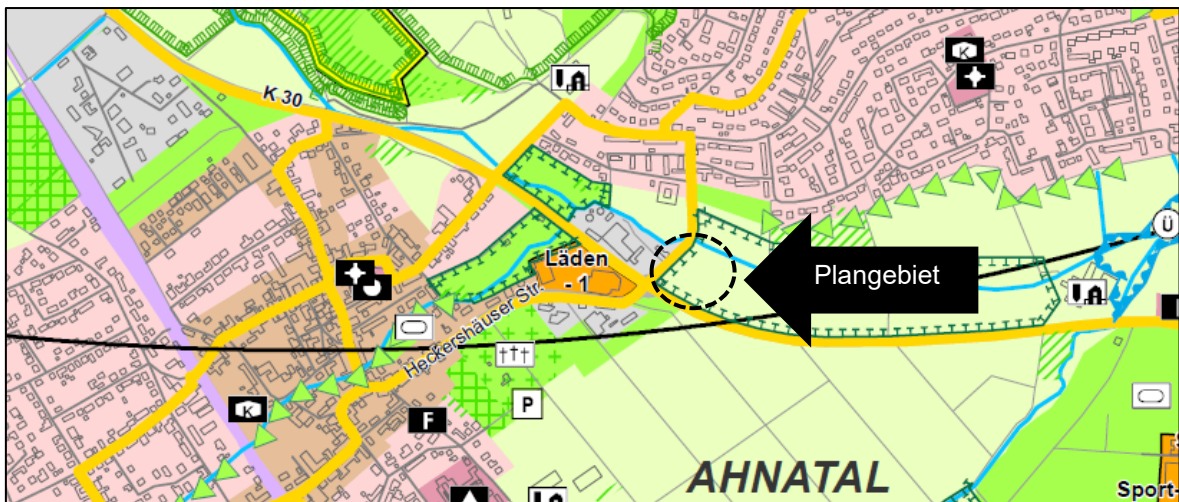 K
K 30
Ü
Läden
- 1
Plangebiet
Heckershäuser Str.
K
P
F
AHNATAL
Sport-